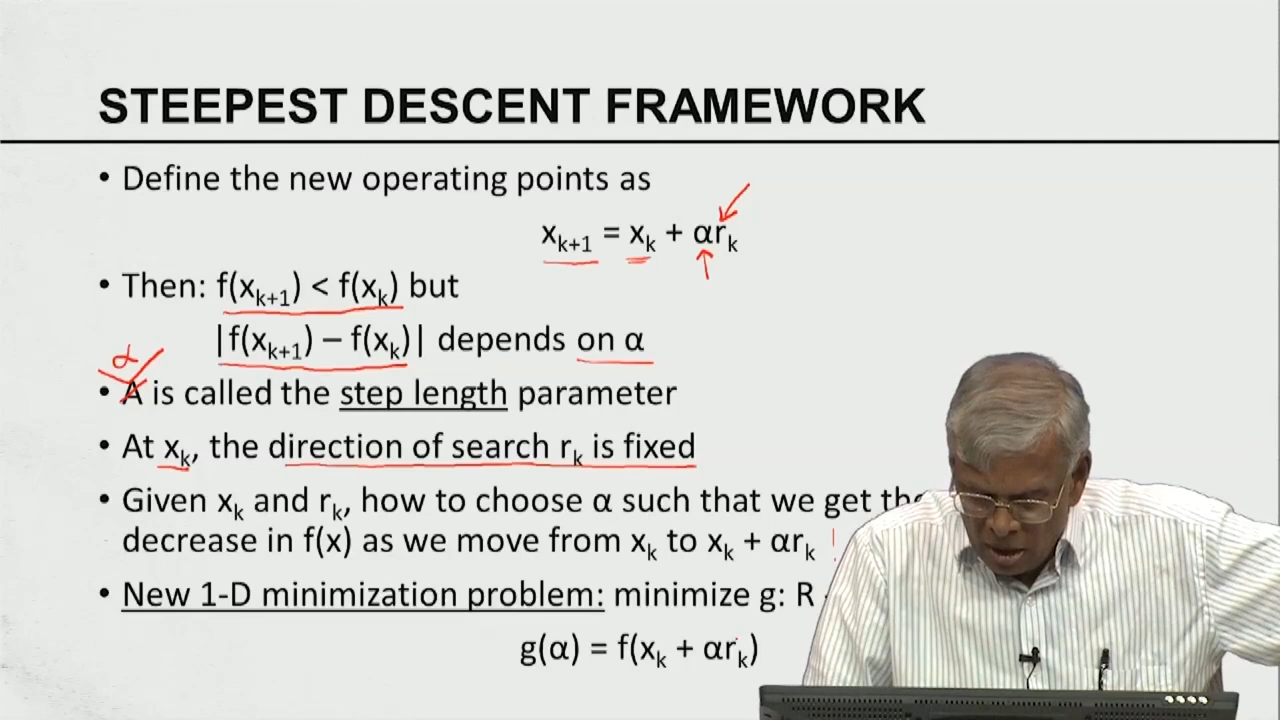 STEEPEST DESCENT FRAMEWORK
• Define the new operating points as
xₖ₊₁ = xₖ + αrₖ
• Then: f(xₖ₊₁) < f(xₖ) but
|f(xₖ₊₁) – f(xₖ)| depends on α
α
• A is called the step length parameter
• At xₖ, the direction of search rₖ is fixed
• Given xₖ and rₖ, how to choose α such that we get the
decrease in f(x) as we move from xₖ to xₖ + αrₖ
• New 1-D minimization problem: minimize g: R
g(α) = f(xₖ + αrₖ)